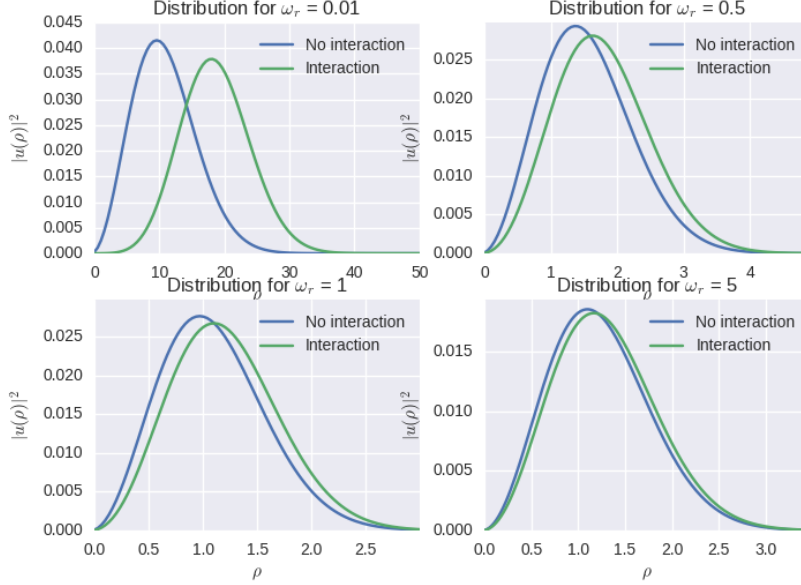 Distribution for ω_r = 0.01
0.045
0.040
0.035
0.030
0.025
0.020
0.015
0.010
0.005
0.000
|u(ρ)|²
No interaction
Interaction
0 10 20 30 40 50
ρ
Distribution for ω_r = 0.5
0.025
0.020
0.015
0.010
0.005
0.000
|u(ρ)|²
No interaction
Interaction
0 1 2 3 4
ρ
Distribution for ω_r = 1
0.025
0.020
0.015
0.010
0.005
0.000
|u(ρ)|²
No interaction
Interaction
0.0 0.5 1.0 1.5 2.0 2.5
ρ
Distribution for ω_r = 5
0.015
0.010
0.005
0.000
|u(ρ)|²
No interaction
Interaction
0.0 0.5 1.0 1.5 2.0 2.5 3.0
ρ